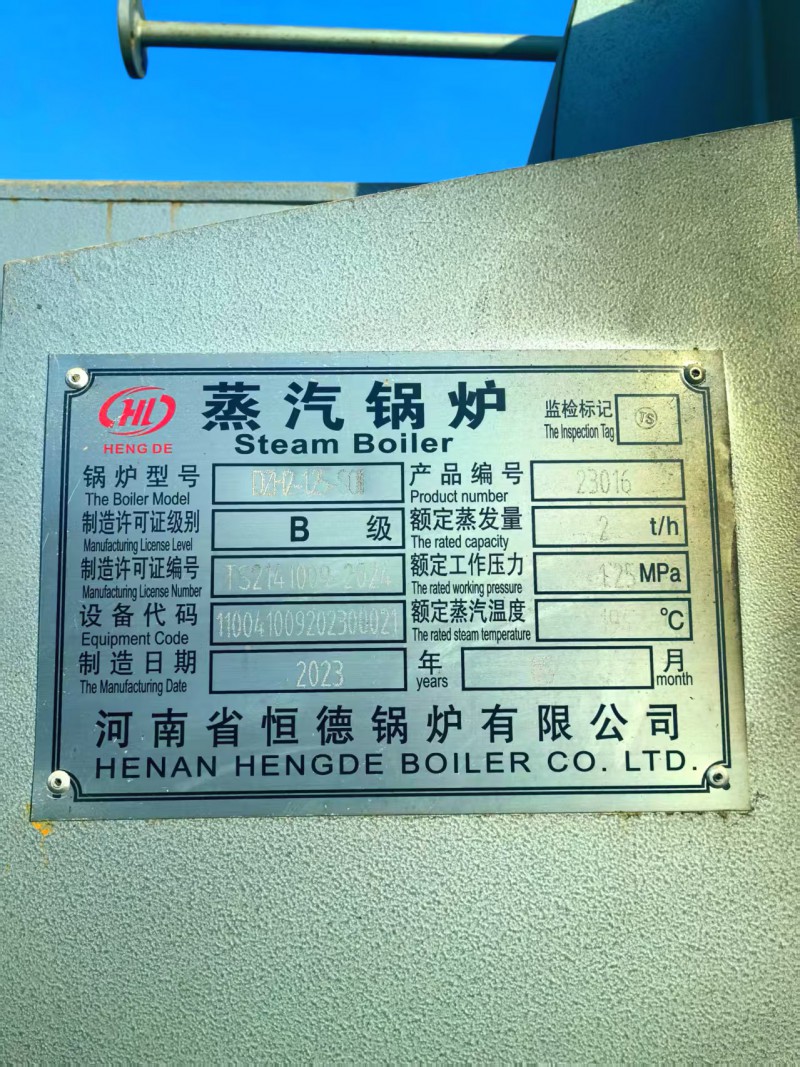 HENG DE
蒸汽锅炉
Steam Boiler
监检标记
The Inspection Tag
TS
锅炉型号
The Boiler Model
产品编号
Product number
23016
制造许可证级别
Manufacturing License Level
B 级
额定蒸发量
The rated capacity
2 t/h
制造许可证编号
Manufacturing License Number
TS2141009-2024
额定工作压力
The rated working pressure
1.25 MPa
设备代码
Equipment Code
110041009202300021
额定蒸汽温度
The rated steam temperature
℃
制造日期
The Manufacturing Date
2023
年
years
月
month
河南省恒德锅炉有限公司
HENAN HENGDE BOILER CO. LTD.